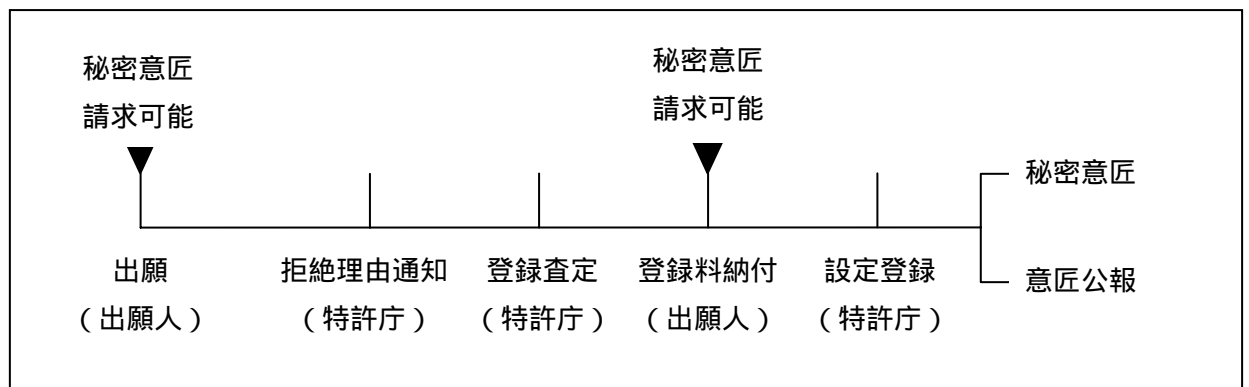 秘密意匠
請求可能
秘密意匠
請求可能
秘密意匠
意匠公報
出願
（出願人）
拒絶理由通知
（特許庁）
登録査定
（特許庁）
登録料納付
（出願人）
設定登録
（特許庁）